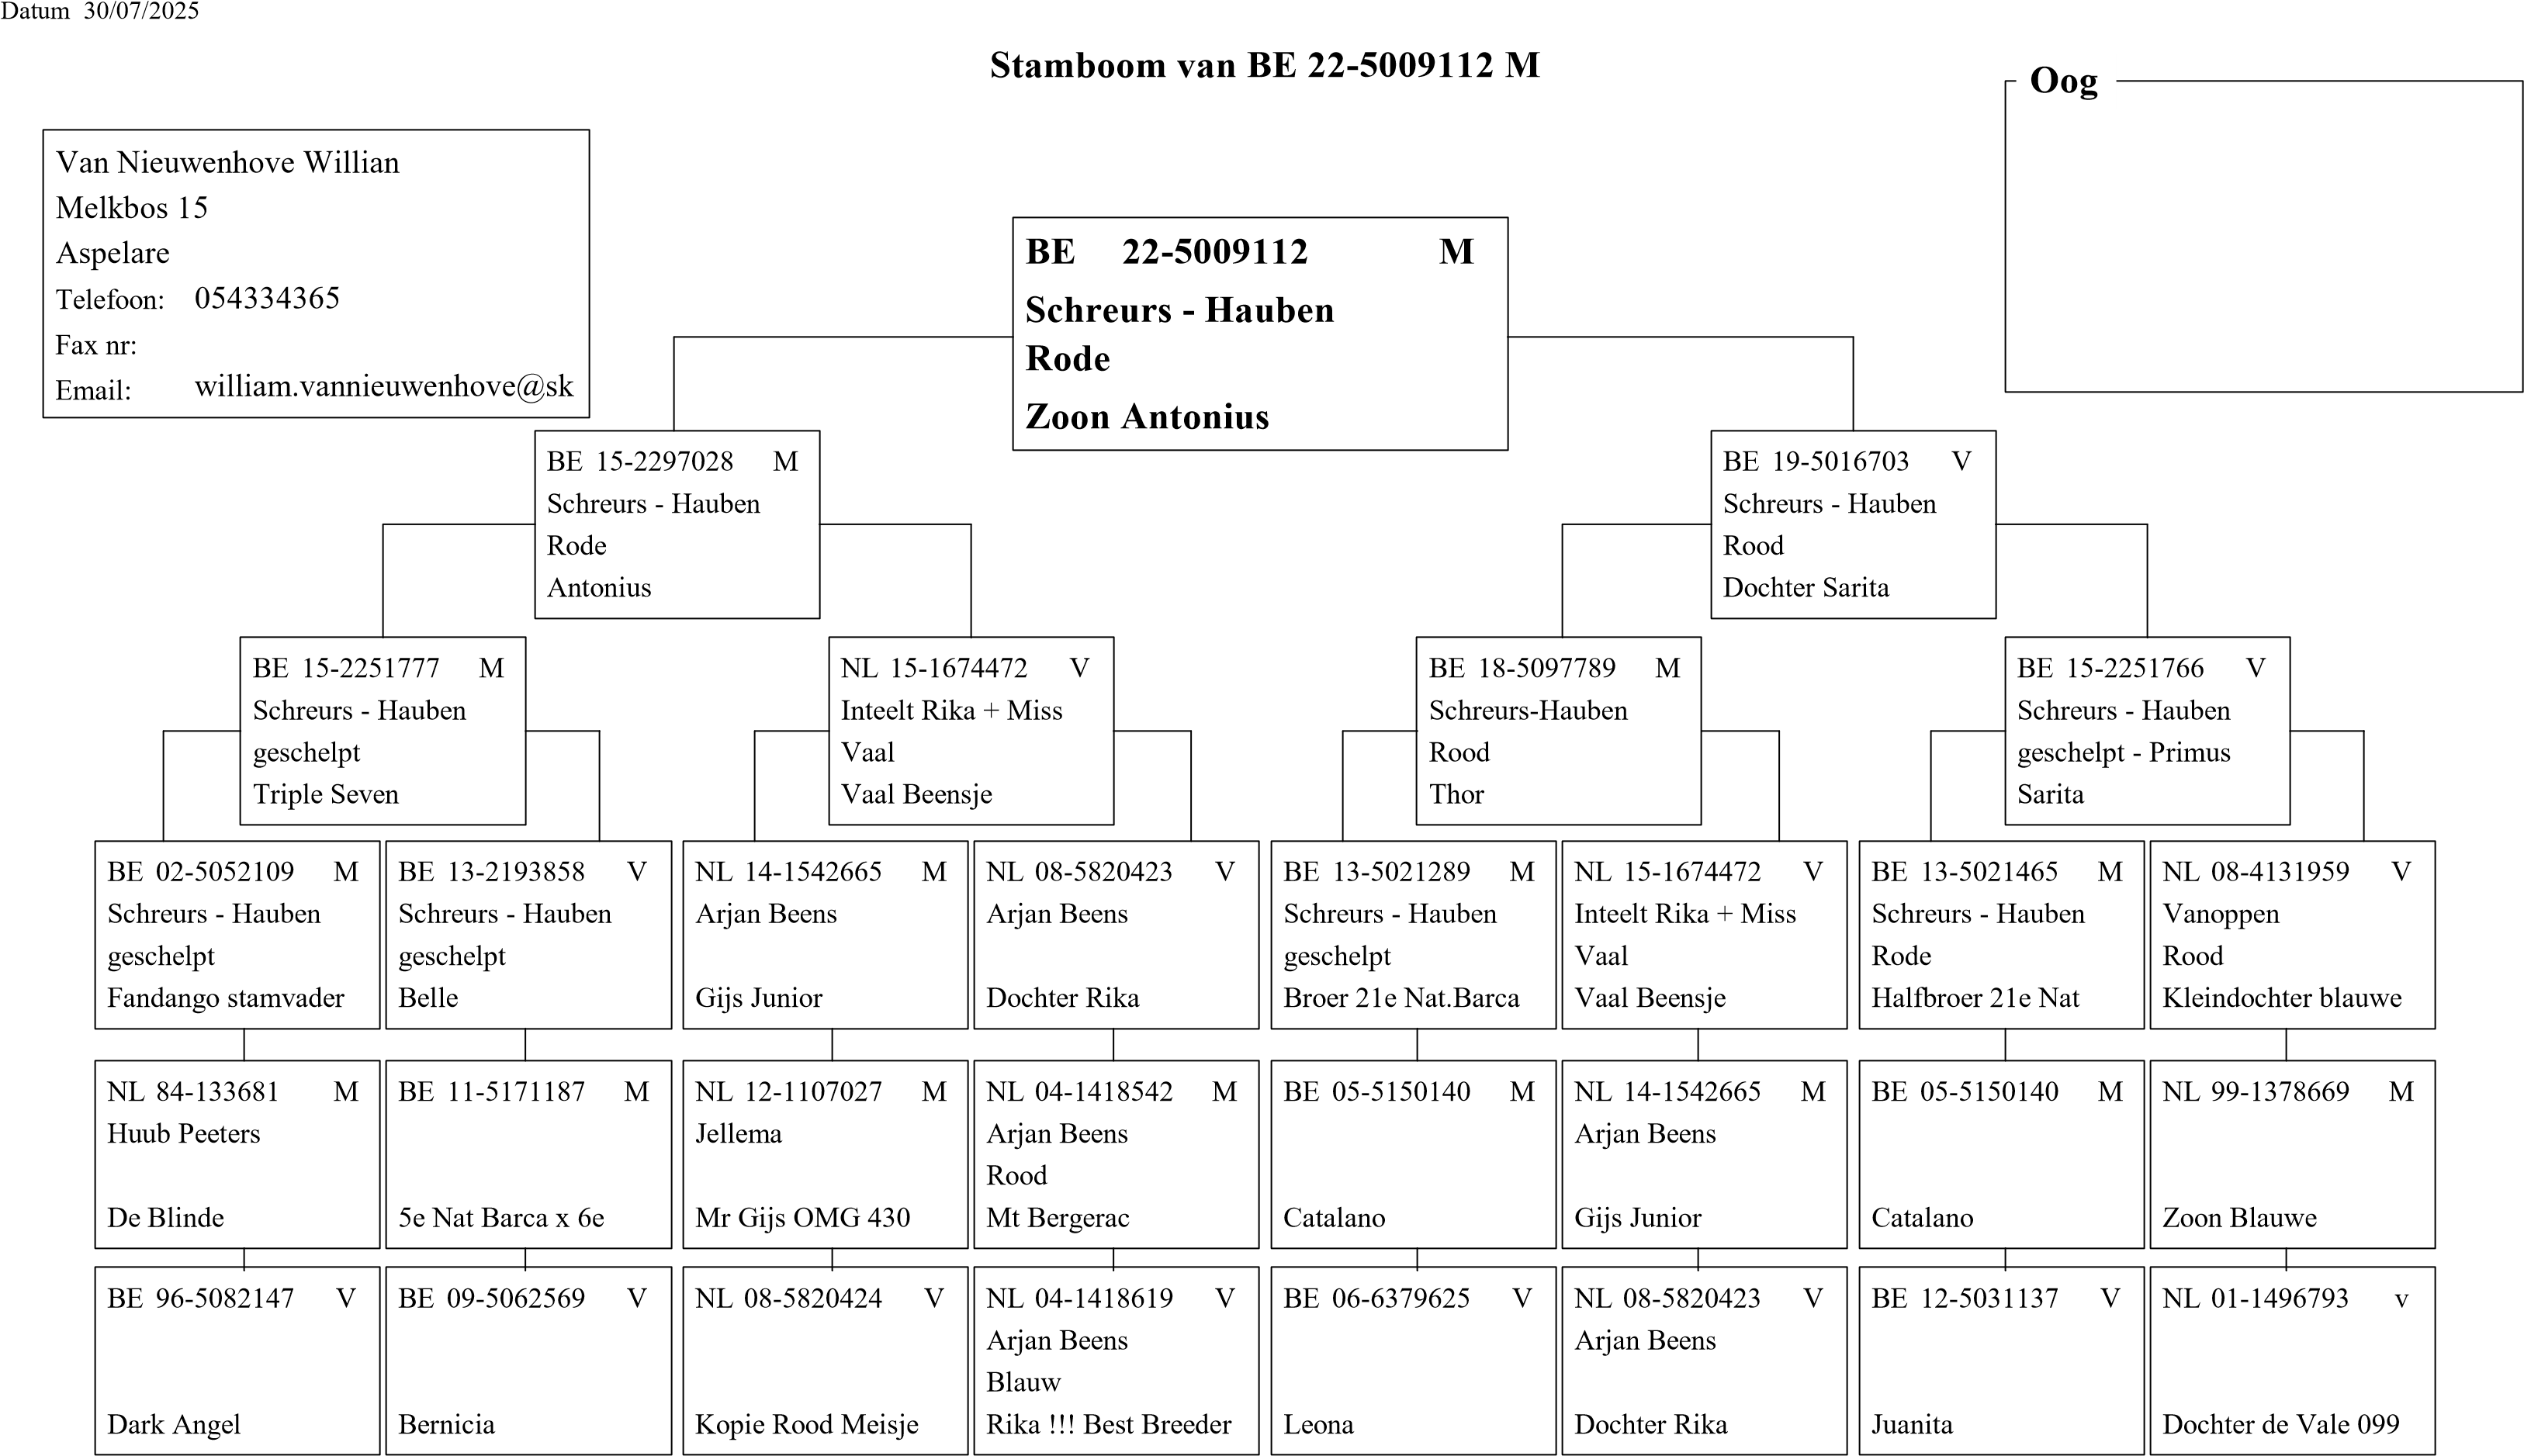 Datum 30/07/2025
Stamboom van BE 22-5009112 M
Oog
Van Nieuwenhove Willian
Melkbos 15
Aspelare
Telefoon: 054334365
Fax nr:
Email: william.vannieuwenhove@sk
BE 22-5009112 M
Schreurs - Hauben
Rode
Zoon Antonius
BE 15-2297028 M
Schreurs - Hauben
Rode
Antonius
BE 19-5016703 V
Schreurs - Hauben
Rood
Dochter Sarita
BE 15-2251777 M
Schreurs - Hauben
geschelpt
Triple Seven
NL 15-1674472 V
Inteelt Rika + Miss
Vaal
Vaal Beensje
BE 18-5097789 M
Schreurs-Hauben
Rood
Thor
BE 15-2251766 V
Schreurs - Hauben
geschelpt - Primus
Sarita
BE 02-5052109 M
Schreurs - Hauben
geschelpt
Fandango stamvader
BE 13-2193858 V
Schreurs - Hauben
geschelpt
Belle
NL 14-1542665 M
Arjan Beens
Gijs Junior
NL 08-5820423 V
Arjan Beens
Dochter Rika
BE 13-5021289 M
Schreurs - Hauben
geschelpt
Broer 21e Nat.Barca
NL 15-1674472 V
Inteelt Rika + Miss
Vaal
Vaal Beensje
BE 13-5021465 M
Schreurs - Hauben
Rode
Halfbroer 21e Nat
NL 08-4131959 V
Vanoppen
Rood
Kleindochter blauwe
NL 84-133681 M
Huub Peeters
De Blinde
BE 11-5171187 M
5e Nat Barca x 6e
NL 12-1107027 M
Jellema
Mr Gijs OMG 430
NL 04-1418542 M
Arjan Beens
Rood
Mt Bergerac
BE 05-5150140 M
Catalano
NL 14-1542665 M
Arjan Beens
Gijs Junior
BE 05-5150140 M
Catalano
NL 99-1378669 M
Zoon Blauwe
BE 96-5082147 V
Dark Angel
BE 09-5062569 V
Bernicia
NL 08-5820424 V
Kopie Rood Meisje
NL 04-1418619 V
Arjan Beens
Blauw
Rika !!! Best Breeder
BE 06-6379625 V
Leona
NL 08-5820423 V
Arjan Beens
Dochter Rika
BE 12-5031137 V
Juanita
NL 01-1496793 v
Dochter de Vale 099